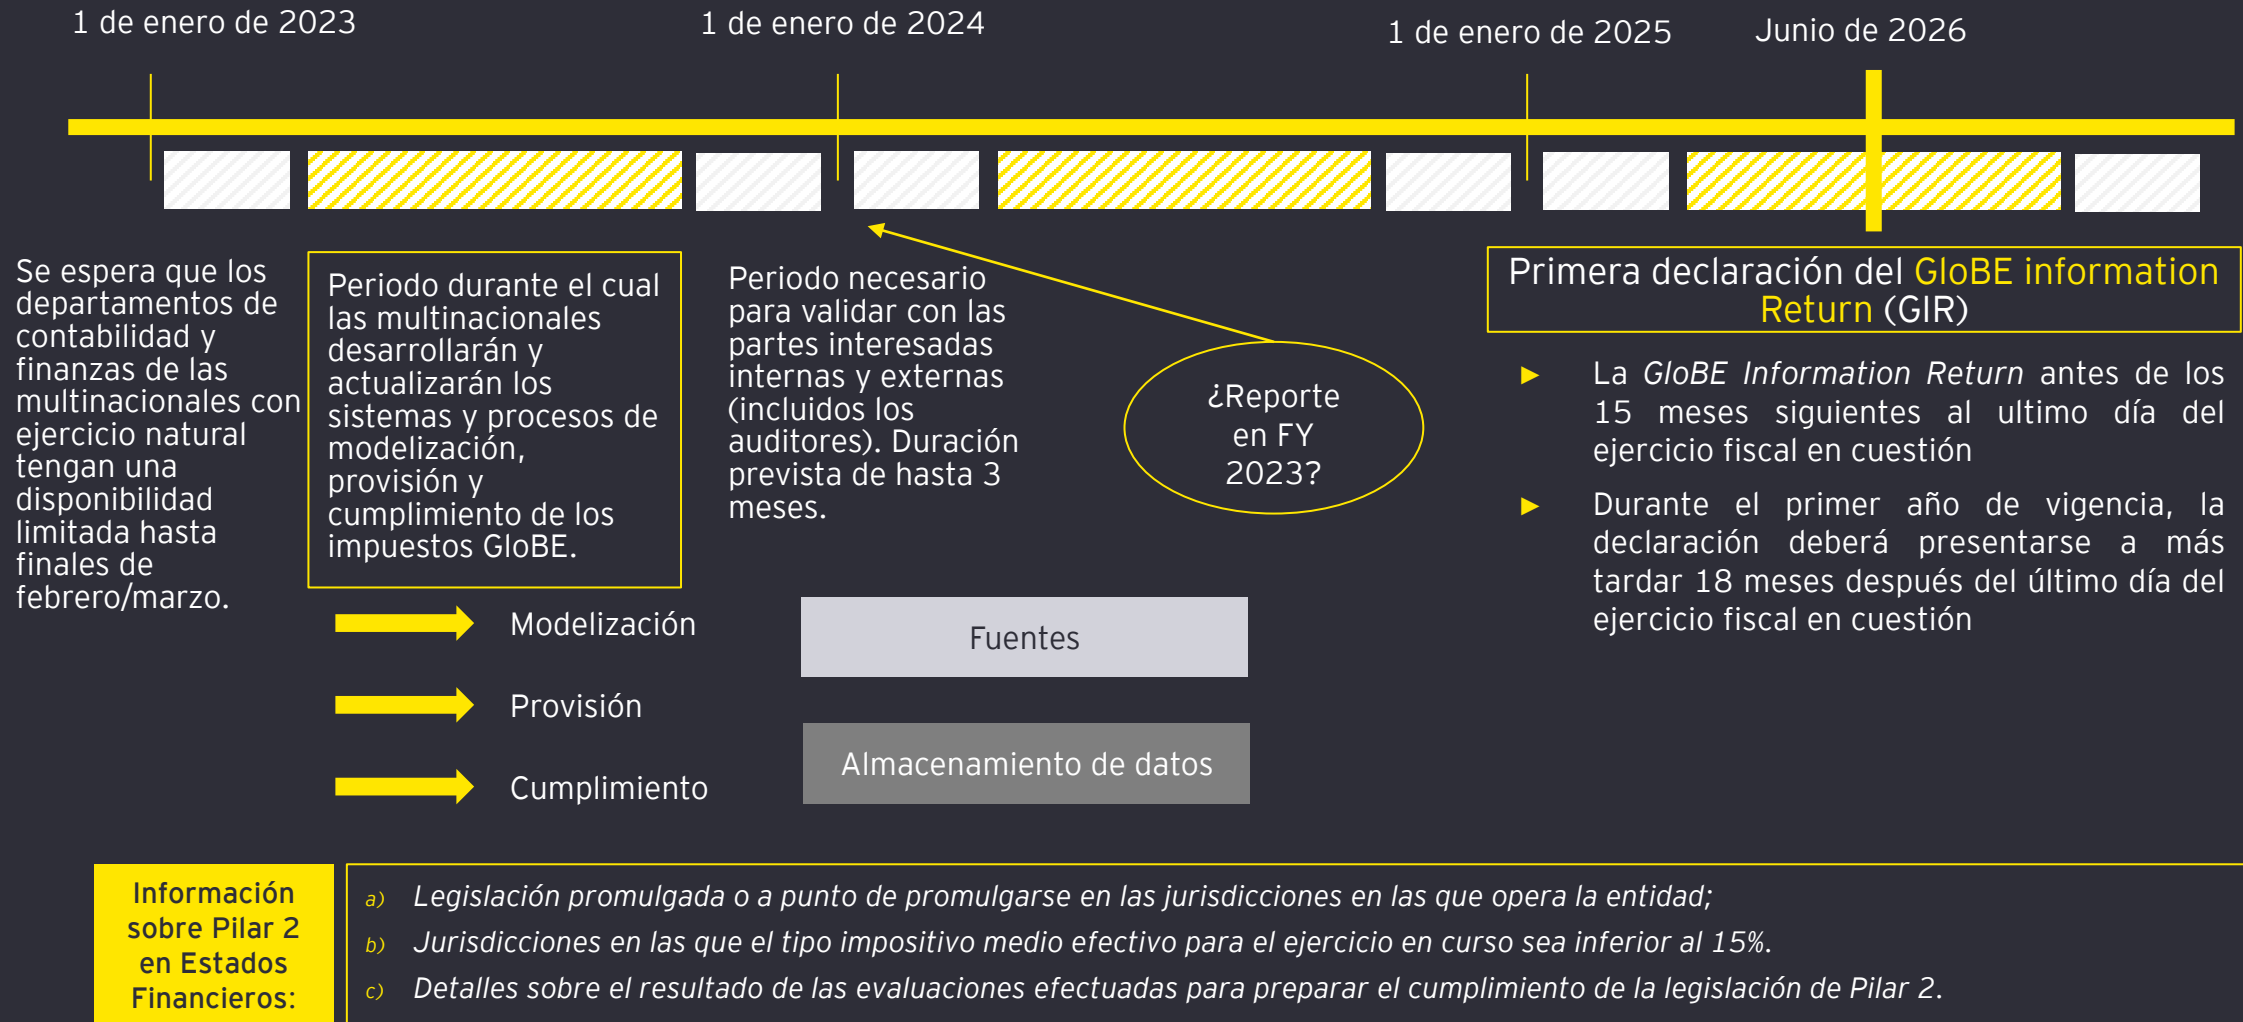 1 de enero de 2023
1 de enero de 2024
1 de enero de 2025
Junio de 2026
Se espera que los
departamentos de
contabilidad y
finanzas de las
multinacionales con
ejercicio natural
tengan una
disponibilidad
limitada hasta
finales de
febrero/marzo.
Periodo durante el cual
las multinacionales
desarrollarán y
actualizarán los
sistemas y procesos de
modelización,
provisión y
cumplimiento de los
impuestos GloBE.
Periodo necesario
para validar con las
partes interesadas
internas y externas
(incluidos los
auditores). Duración
prevista de hasta 3
meses.
¿Reporte
en FY
2023?
Primera declaración del GloBE information
Return (GIR)
► La GloBE Information Return antes de los
15 meses siguientes al ultimo día del
ejercicio fiscal en cuestión
► Durante el primer año de vigencia, la
declaración deberá presentarse a más
tardar 18 meses después del último día del
ejercicio fiscal en cuestión
Modelización
Provisión
Cumplimiento
Fuentes
Almacenamiento de datos
Información
sobre Pilar 2
en Estados
Financieros:
a) Legislación promulgada o a punto de promulgarse en las jurisdicciones en las que opera la entidad;
b) Jurisdicciones en las que el tipo impositivo medio efectivo para el ejercicio en curso sea inferior al 15%.
c) Detalles sobre el resultado de las evaluaciones efectuadas para preparar el cumplimiento de la legislación de Pilar 2.